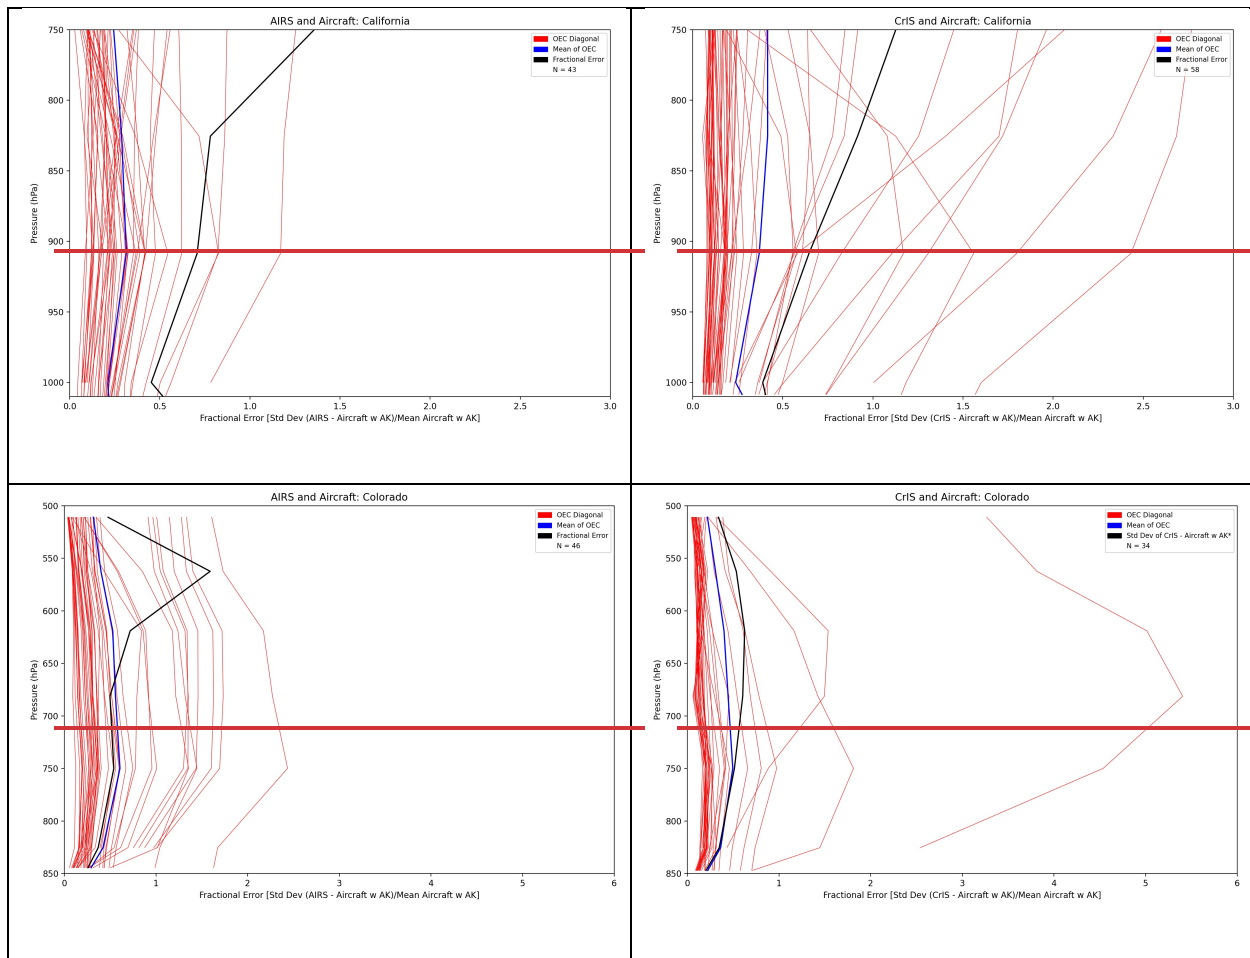 AIRS and Aircraft: California
750
800
850
900
950
1000
Pressure (hPa)
OEC Diagonal
Mean of OEC
Fractional Error
N = 43
0.0 0.5 1.0 1.5 2.0 2.5 3.0
Fractional Error [Std Dev (AIRS - Aircraft w AK)/Mean Aircraft w AK]
CrIS and Aircraft: California
750
800
850
900
950
1000
Pressure (hPa)
OEC Diagonal
Mean of OEC
Fractional Error
N = 58
0.0 0.5 1.0 1.5 2.0 2.5 3.0
Fractional Error [Std Dev (CrIS - Aircraft w AK)/Mean Aircraft w AK]
AIRS and Aircraft: Colorado
500
550
600
650
700
750
800
850
Pressure (hPa)
OEC Diagonal
Mean of OEC
Fractional Error
N = 46
0 1 2 3 4 5 6
Fractional Error [Std Dev (AIRS - Aircraft w AK)/Mean Aircraft w AK]
CrIS and Aircraft: Colorado
500
550
600
650
700
750
800
850
Pressure (hPa)
OEC Diagonal
Mean of OEC
Std Dev of CrIS - Aircraft w AK*
N = 34
0 1 2 3 4 5 6
Fractional Error [Std Dev (CrIS - Aircraft w AK)/Mean Aircraft w AK]